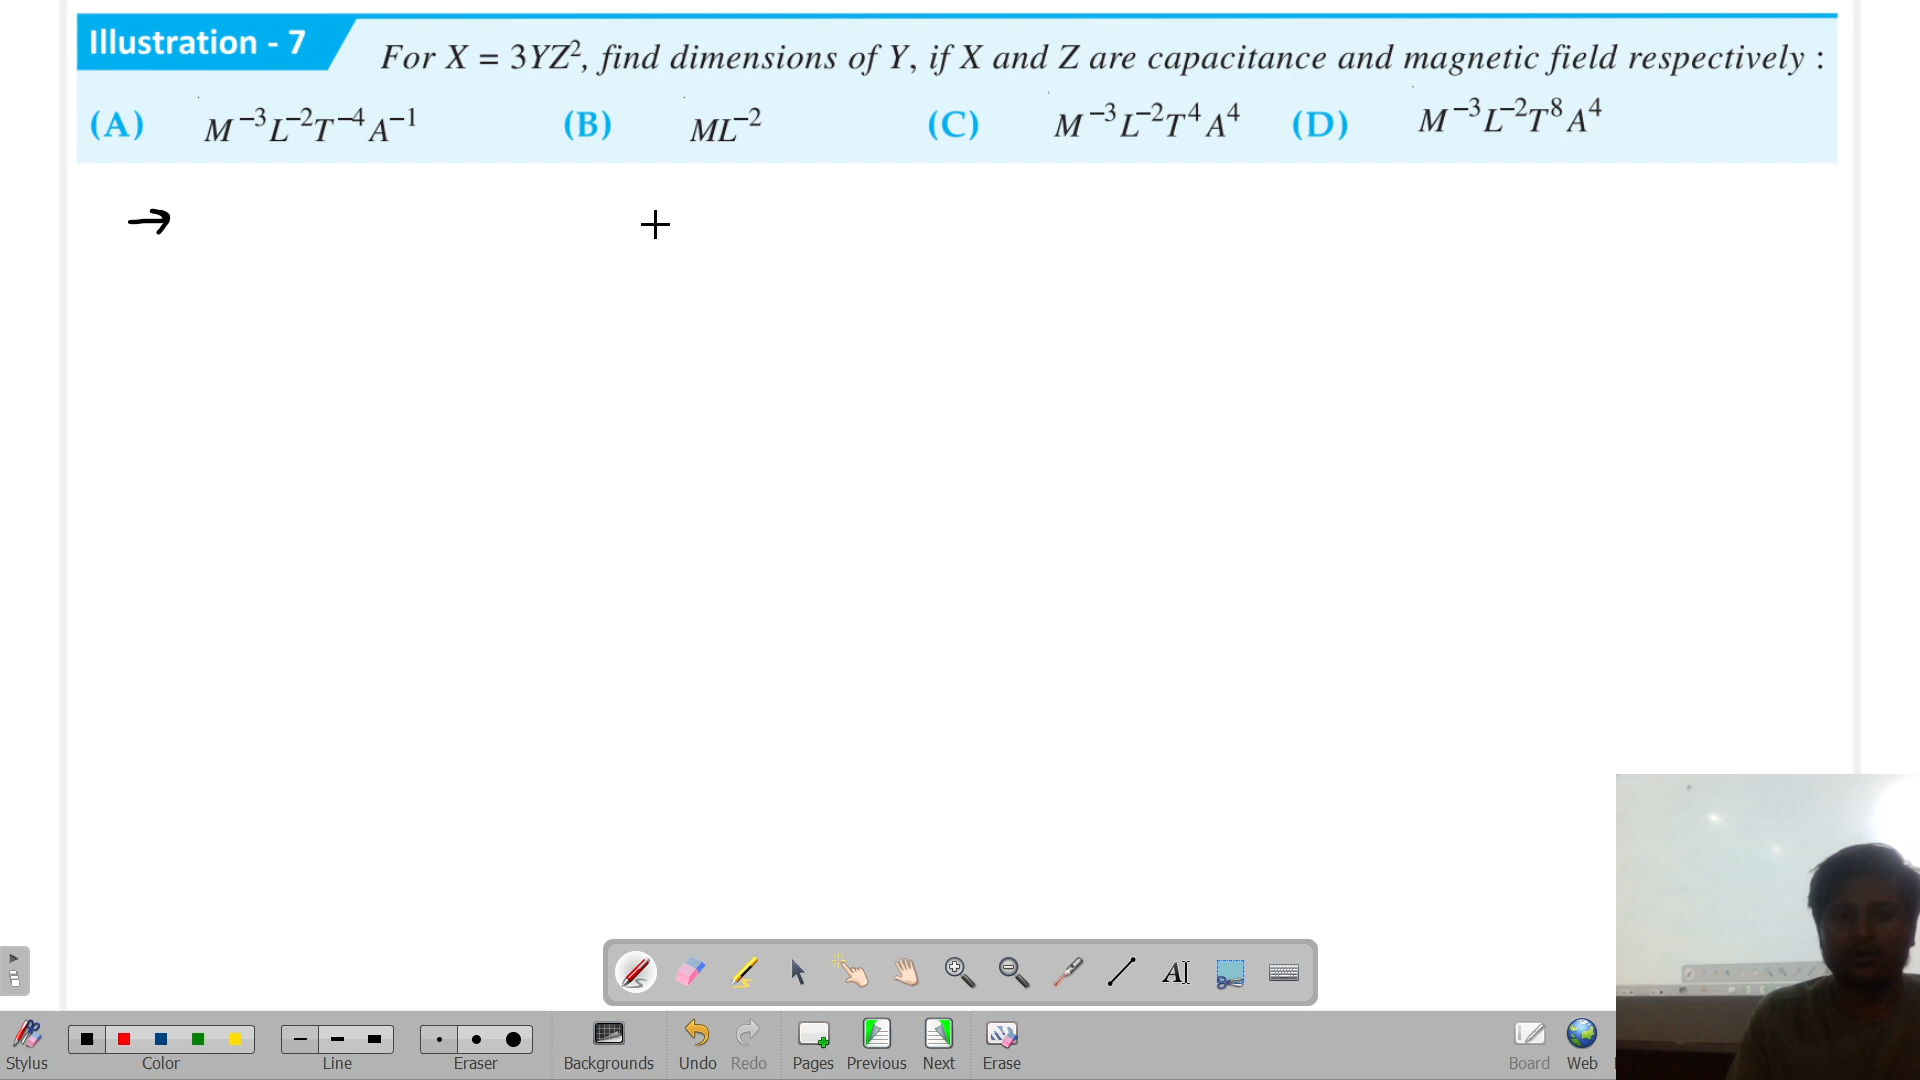 Illustration - 7
For X = 3YZ², find dimensions of Y, if X and Z are capacitance and magnetic field respectively :
(A) M⁻³L⁻²T⁻⁴A⁻¹ (B) ML⁻² (C) M⁻³L⁻²T⁴A⁴ (D) M⁻³L⁻²T⁸A⁴
→
Stylus Color Line Eraser Backgrounds Undo Redo Pages Previous Next Erase Board Web